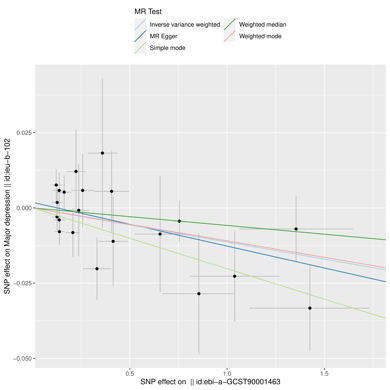 MR Test
Inverse variance weighted
Weighted median
MR Egger
Weighted mode
Simple mode
SNP effect on Major depression || id:ieu-b-102
0.025
0.000
-0.025
-0.050
0.5
1.0
1.5
SNP effect on || id:ebi-a-GCST90001463